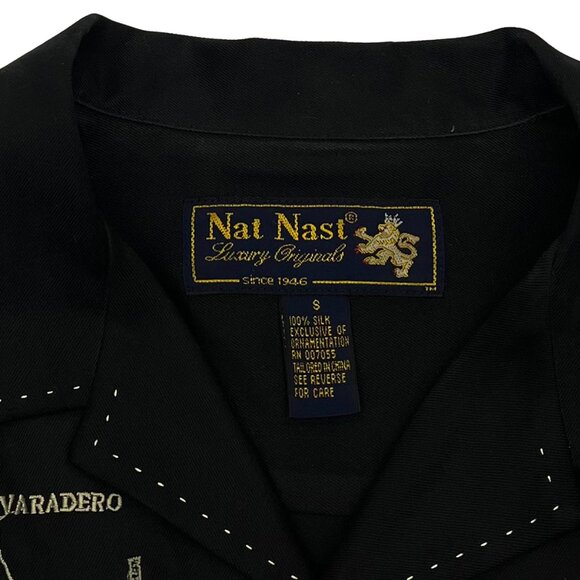 Nat Nast®
Luxury Originals
since 1946
TM
S
100% SILK
EXCLUSIVE OF
ORNAMENTATION
RN 007055
TAILORED IN CHINA
SEE REVERSE
FOR CARE
VARADERO